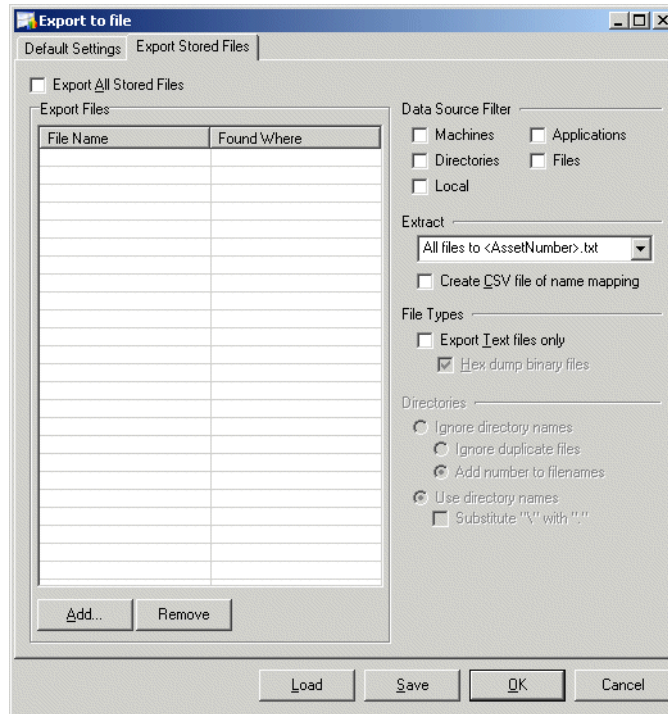 Export to file
Default Settings
Export Stored Files
Export All Stored Files
Export Files
File Name
Found Where
Add...
Remove
Data Source Filter
Machines
Applications
Directories
Files
Local
Extract
All files to <AssetNumber>.txt
Create CSV file of name mapping
File Types
Export Text files only
Hex dump binary files
Directories
Ignore directory names
Ignore duplicate files
Add number to filenames
Use directory names
Substitute "\" with "."
Load
Save
OK
Cancel